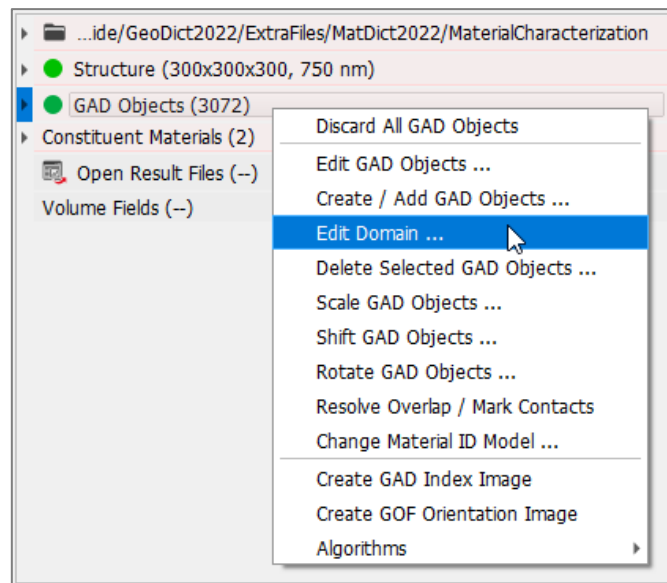 ...ide/GeoDict2022/ExtraFiles/MatDict2022/MaterialCharacterization
Structure (300x300x300, 750 nm)
GAD Objects (3072)
Constituent Materials (2)
Open Result Files (--)
Volume Fields (--)
Discard All GAD Objects
Edit GAD Objects ...
Create / Add GAD Objects ...
Edit Domain ...
Delete Selected GAD Objects ...
Scale GAD Objects ...
Shift GAD Objects ...
Rotate GAD Objects ...
Resolve Overlap / Mark Contacts
Change Material ID Model ...
Create GAD Index Image
Create GOF Orientation Image
Algorithms